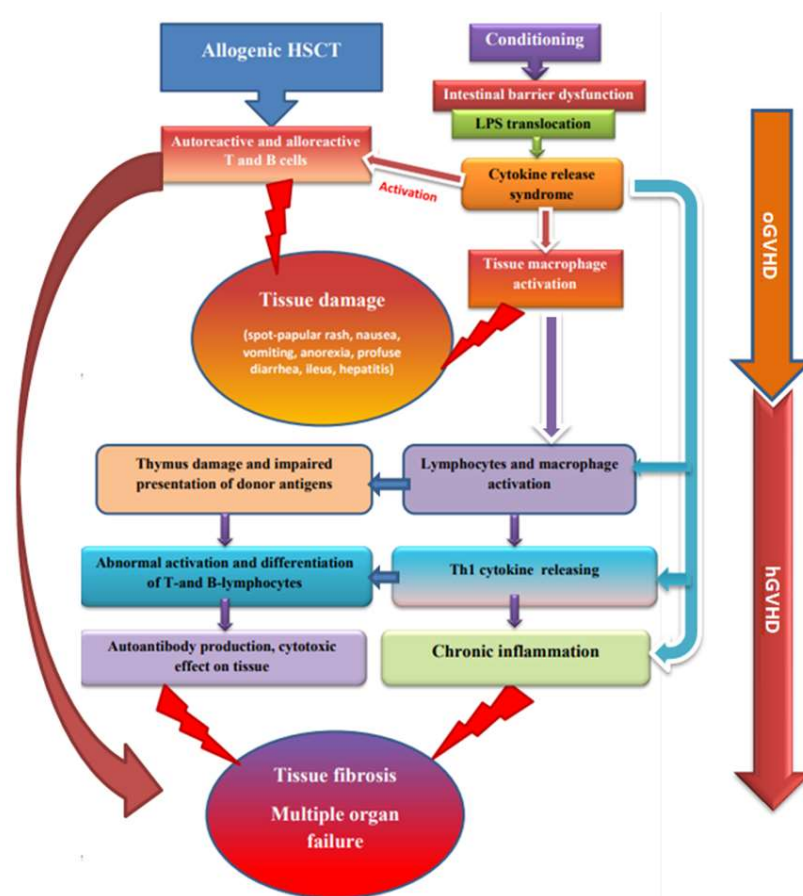 Allogenic HSCT
Conditioning
Intestinal barrier dysfunction
LPS translocation
Autoreactive and alloreactive
T and B cells
Activation
Cytokine release
syndrome
Tissue macrophage
activation
Tissue damage
(spot-papular rash, nausea,
vomiting, anorexia, profuse
diarrhea, ileus, hepatitis)
oGVHD
Thymus damage and impaired
presentation of donor antigens
Lymphocytes and macrophage
activation
Abnormal activation and differentiation
of T-and B-lymphocytes
Th1 cytokine releasing
Autoantibody production, cytotoxic
effect on tissue
Chronic inflammation
hGVHD
Tissue fibrosis
Multiple organ
failure